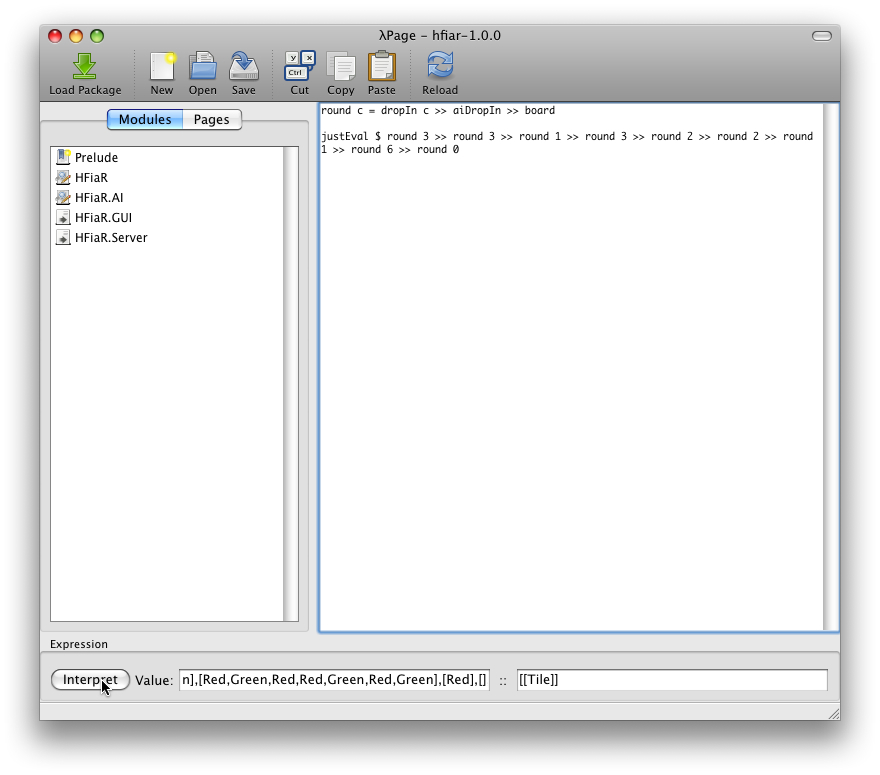 λPage - hfiar-1.0.0
Load Package
New
Open
Save
Ctrl
y
x
Cut
Copy
Paste
Reload
Modules
Pages
Prelude
HFiaR
HFiaR.AI
HFiaR.GUI
HFiaR.Server
round c = dropIn c >> aiDropIn >> board
justEval $ round 3 >> round 3 >> round 1 >> round 3 >> round 2 >> round 2 >> round
1 >> round 6 >> round 0
Expression
Interpret
Value:
n],[Red,Green,Red,Red,Green,Red,Green],[Red],[]
::
[[Tile]]